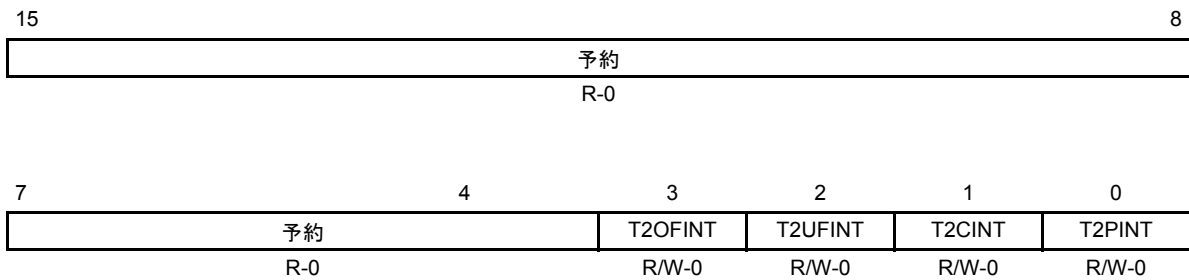 15 8
予約
R-0
7 4 3 2 1 0
予約 T2OFINT T2UFINT T2CINT T2PINT
R-0 R/W-0 R/W-0 R/W-0 R/W-0